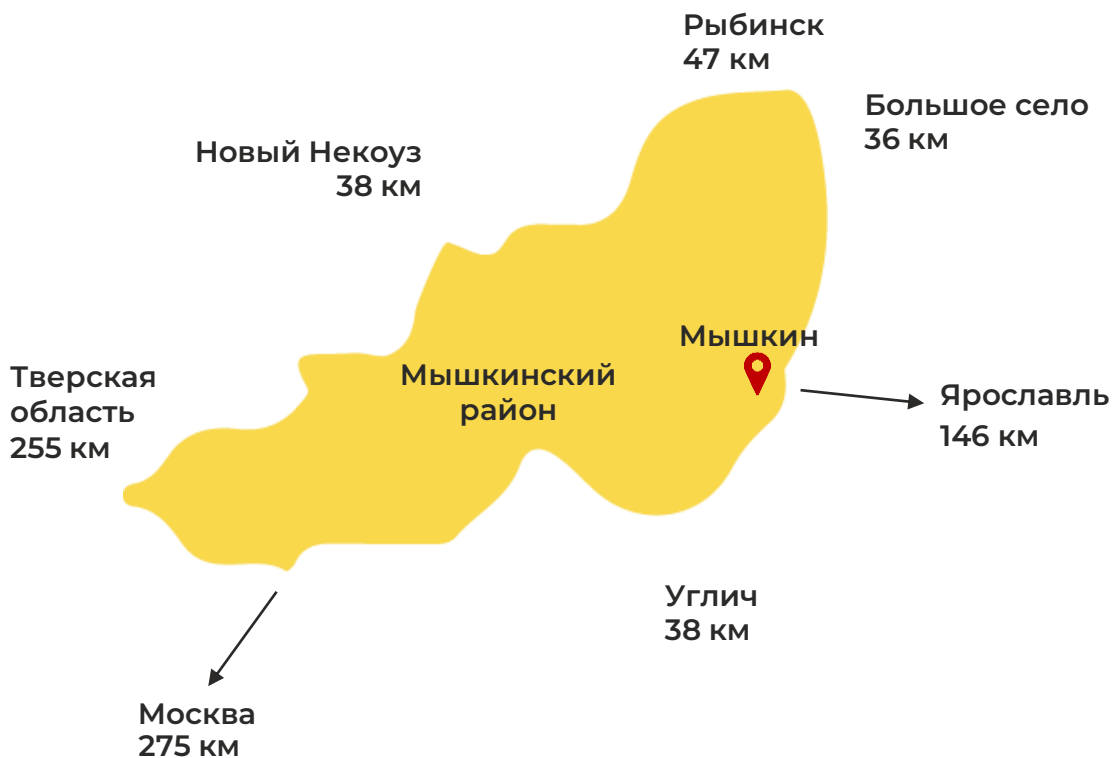 Рыбинск
47 км
Большое село
36 км
Новый Некоуз
38 км
Мышкин
Мышкинский
район
Тверская
область
255 км
Ярославль
146 км
Углич
38 км
Москва
275 км